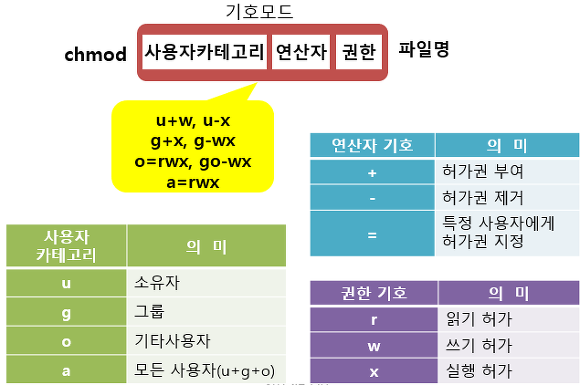 기호모드
chmod 사용자카테고리 연산자 권한 파일명
u+w, u-x
g+x, g-wx
o=rwx, go-wx
a=rwx
연산자 기호 의 미
+ 허가권 부여
- 허가권 제거
= 특정 사용자에게
허가권 지정
사용자
카테고리 의 미
u 소유자
g 그룹
o 기타사용자
a 모든 사용자(u+g+o)
권한 기호 의 미
r 읽기 허가
w 쓰기 허가
x 실행 허가